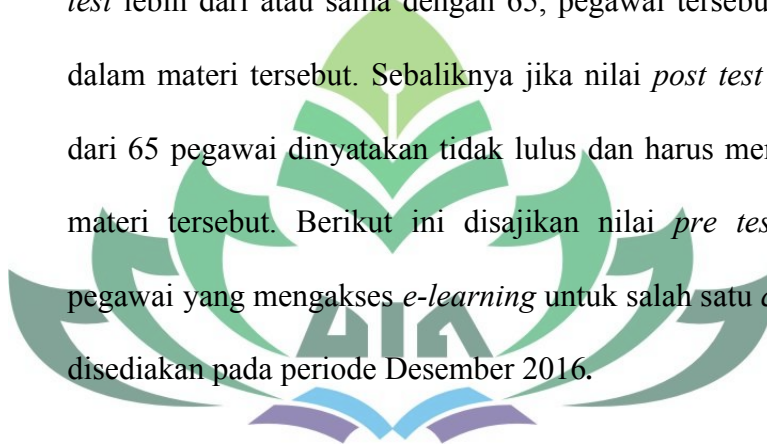 test lebih dari atau sama dengan 65, pegawai tersebut
dalam materi tersebut. Sebaliknya jika nilai post test
dari 65 pegawai dinyatakan tidak lulus dan harus
materi tersebut. Berikut ini disajikan nilai pre
pegawai yang mengakses e-learning untuk salah satu
disediakan pada periode Desember 2016.